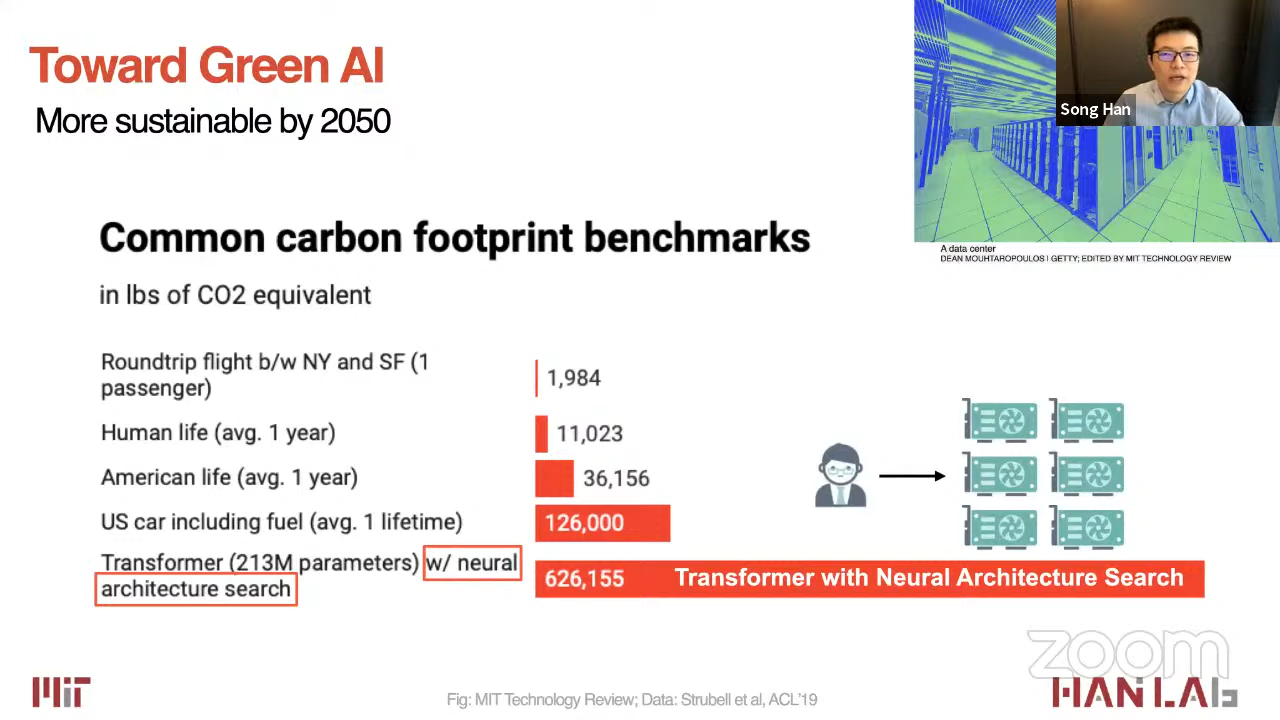 Toward Green AI
More sustainable by 2050
Song Han
A data center
DEAN MOUHTAROPOULOS | GETTY; EDITED BY MIT TECHNOLOGY REVIEW
Common carbon footprint benchmarks
in lbs of CO2 equivalent
Roundtrip flight b/w NY and SF (1
passenger)
1,984
Human life (avg. 1 year)
11,023
American life (avg. 1 year)
36,156
US car including fuel (avg. 1 lifetime)
126,000
Transformer (213M parameters) w/ neural
architecture search
626,155
Transformer with Neural Architecture Search
zoom
MIT
Fig: MIT Technology Review; Data: Strubell et al, ACL'19
HAN LAB